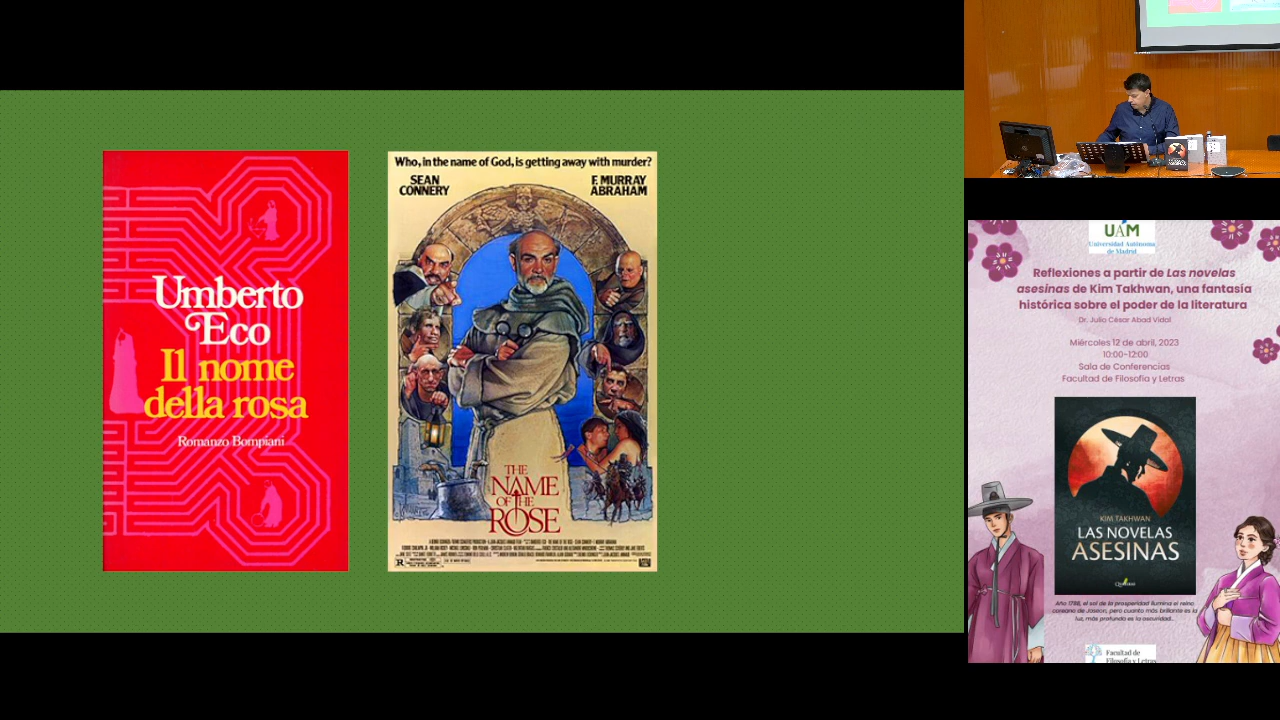 Umberto
Eco
Il nome
della rosa
Romanzo Bompiani
Who, in the name of God, is getting away with murder?
SEAN
CONNERY
F. MURRAY
ABRAHAM
THE
NAME
OF THE
ROSE
R
UAM
Universidad Autónoma
de Madrid
Reflexiones a partir de Las novelas
asesinas de Kim Takhwan, una fantasía
histórica sobre el poder de la literatura
Dr. Julio César Abad Vidal
Miércoles 12 de abril, 2023
10:00-12:00
Sala de Conferencias
Facultad de Filosofía y Letras
KIM TAKHWAN
LAS NOVELAS
ASESINAS
Año 1788, el sol de la prosperidad ilumina el reino
coreano de Joseon, pero cuanto más brillante es la
luz, más profunda es la oscuridad...
Facultad de
Filosofía y Letras